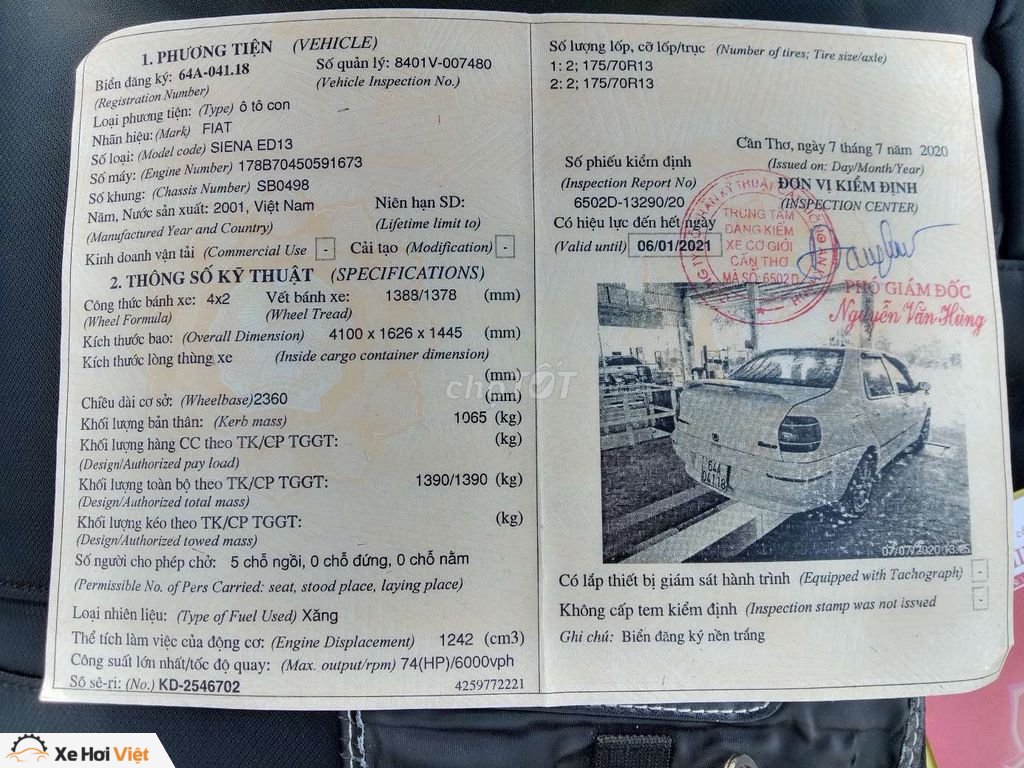 1. PHƯƠNG TIỆN (VEHICLE)
Biển đăng ký: 64A-041.18 Số quản lý: 8401V-007480
(Registration Number) (Vehicle Inspection No.)
Loại phương tiện: (Type) ô tô con
Nhãn hiệu: (Mark) FIAT
Số loại: (Model code) SIENA ED13
Số máy: (Engine Number) 178B70450591673
Số khung: (Chassis Number) SB0498
Năm, Nước sản xuất: 2001, Việt Nam Niên hạn SD:
(Manufactured Year and Country) (Lifetime limit to)
Kinh doanh vận tải (Commercial Use - Cải tạo (Modification) -
2. THÔNG SỐ KỸ THUẬT (SPECIFICATIONS)
Công thức bánh xe: 4x2 Vết bánh xe: 1388/1378 (mm)
(Wheel Formula) (Wheel Tread)
Kích thước bao: (Overall Dimension) 4100 x 1626 x 1445 (mm)
Kích thước lòng thùng xe (Inside cargo container dimension)
(mm)
Chiều dài cơ sở: (Wheelbase)2360 (mm)
Khối lượng bản thân: (Kerb mass) 1065 (kg)
Khối lượng hàng CC theo TK/CP TGGT: (kg)
(Design/Authorized pay load)
Khối lượng toàn bộ theo TK/CP TGGT: 1390/1390 (kg)
(Design/Authorized total mass)
Khối lượng kéo theo TK/CP TGGT: (kg)
(Design/Authorized towed mass)
Số người cho phép chở: 5 chỗ ngồi, 0 chỗ đứng, 0 chỗ nằm
(Permissible No. of Pers Carried: seat, stood place, laying place)
Loại nhiên liệu: (Type of Fuel Used) Xăng
Thể tích làm việc của động cơ: (Engine Displacement) 1242 (cm3)
Công suất lớn nhất/tốc độ quay: (Max. output/rpm) 74(HP)/6000vph
Số sê-ri: (No.) KD-2546702 4259772221
Số lượng lốp, cỡ lốp/trục (Number of tires; Tire size/axle)
1: 2; 175/70R13
2: 2; 175/70R13
Cần Thơ, ngày 7 tháng 7 năm 2020
Số phiếu kiểm định (Issued on: Day/Month/Year)
(Inspection Report No) ĐƠN VỊ KIỂM ĐỊNH
6502D-13290/20 (INSPECTION CENTER)
Có hiệu lực đến hết ngày
(Valid until) 06/01/2021
TRUNG TÂM
ĐĂNG KIỂM
XE CƠ GIỚI
CẦN THƠ
MÃ SỐ: 6502D
PHÓ GIÁM ĐỐC
Nguyễn Văn Hùng
64A
04118
07/07/2020
Có lắp thiết bị giám sát hành trình (Equipped with Tachograph) -
Không cấp tem kiểm định (Inspection stamp was not issued -
Ghi chú: Biển đăng ký nền trắng
chợTỐT
Xe Hơi Việt